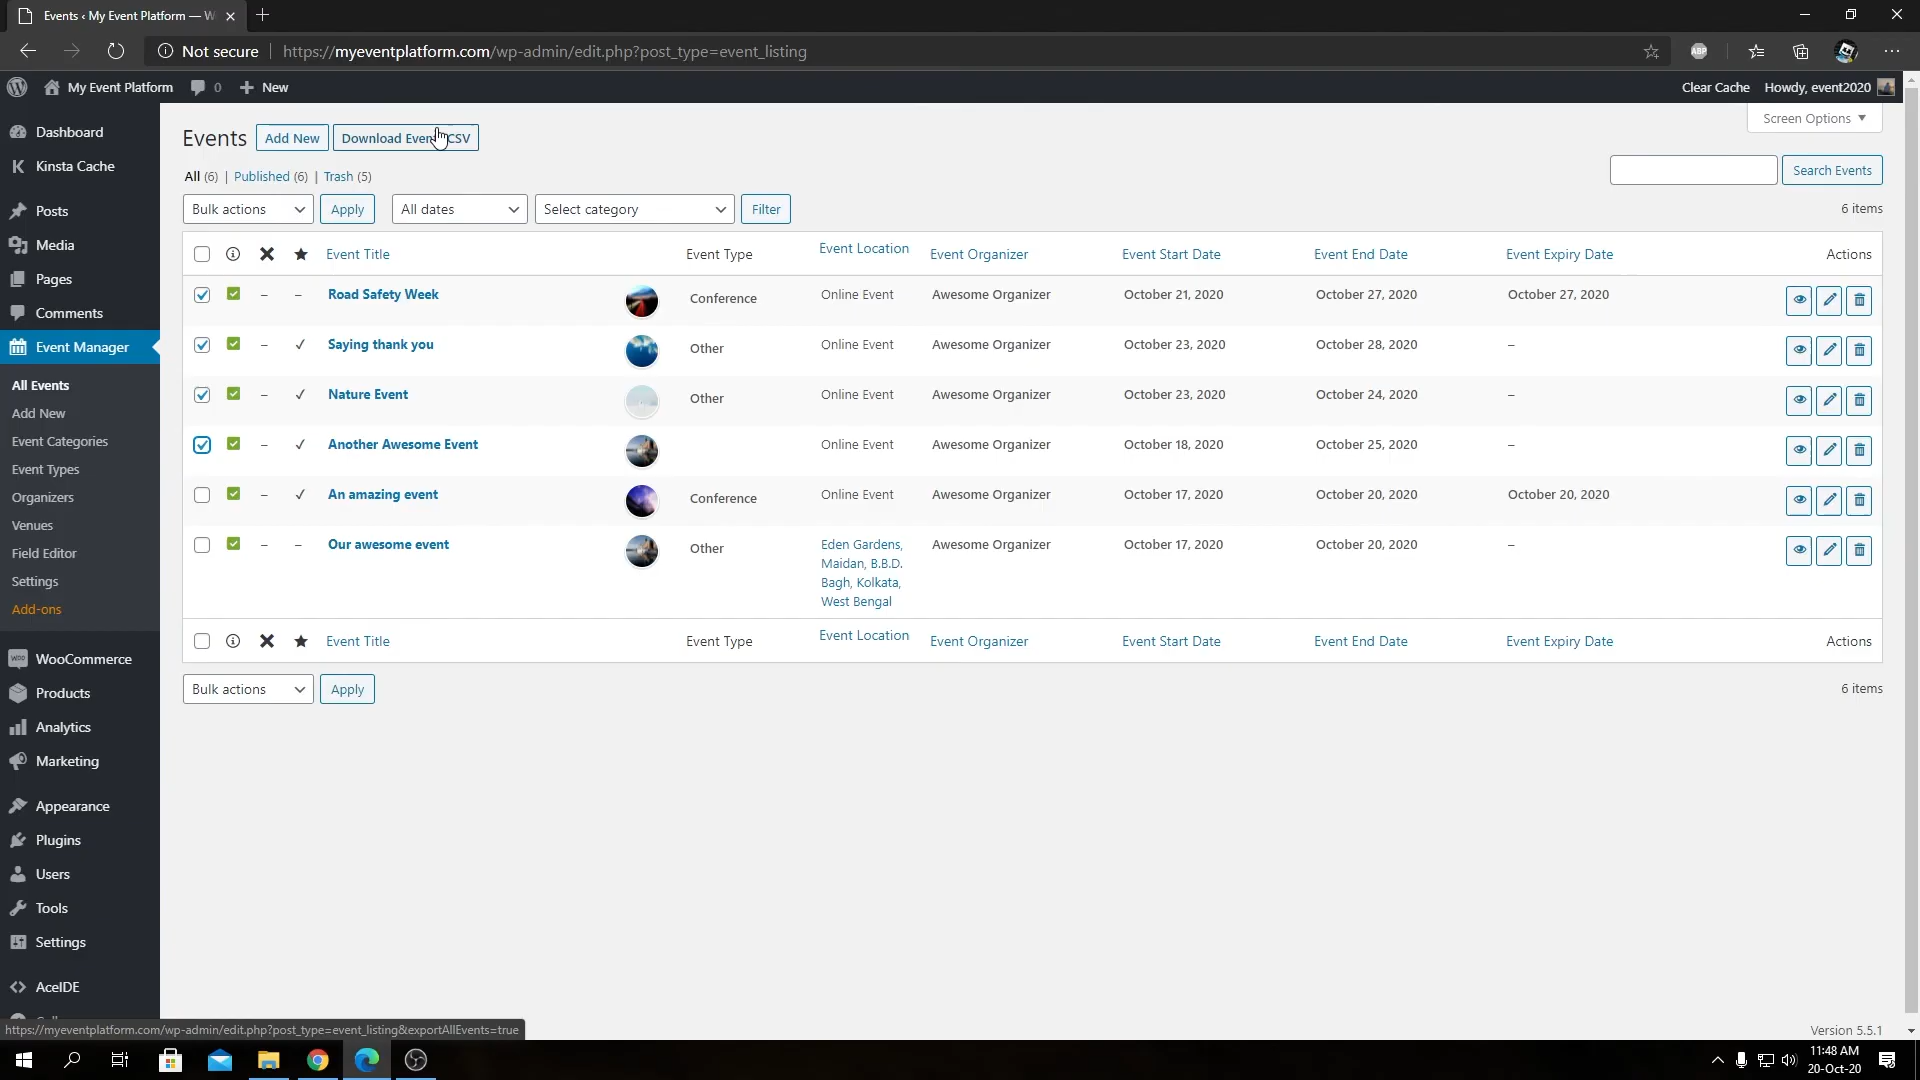 Events ‹ My Event Platform — W
Not secure https://myeventplatform.com/wp-admin/edit.php?post_type=event_listing
ABP
My Event Platform 0 New Clear Cache Howdy, event2020
Dashboard
Kinsta Cache
Posts
Media
Pages
Comments
Event Manager
All Events
Add New
Event Categories
Event Types
Organizers
Venues
Field Editor
Settings
Add-ons
WooCommerce
Products
Analytics
Marketing
Appearance
Plugins
Users
Tools
Settings
AceIDE
Screen Options
Events Add New Download Event CSV
All (6) | Published (6) | Trash (5)
Search Events
Bulk actions Apply All dates Select category Filter 6 items
Event Title Event Type Event Location Event Organizer Event Start Date Event End Date Event Expiry Date Actions
Road Safety Week Conference Online Event Awesome Organizer October 21, 2020 October 27, 2020 October 27, 2020
Saying thank you Other Online Event Awesome Organizer October 23, 2020 October 28, 2020 –
Nature Event Other Online Event Awesome Organizer October 23, 2020 October 24, 2020 –
Another Awesome Event Online Event Awesome Organizer October 18, 2020 October 25, 2020 –
An amazing event Conference Online Event Awesome Organizer October 17, 2020 October 20, 2020 October 20, 2020
Our awesome event Other Eden Gardens, Awesome Organizer October 17, 2020 October 20, 2020 –
Maidan, B.B.D.
Bagh, Kolkata,
West Bengal
Event Title Event Type Event Location Event Organizer Event Start Date Event End Date Event Expiry Date Actions
Bulk actions Apply 6 items
https://myeventplatform.com/wp-admin/edit.php?post_type=event_listing&exportAllEvents=true
Version 5.5.1
11:48 AM
20-Oct-20